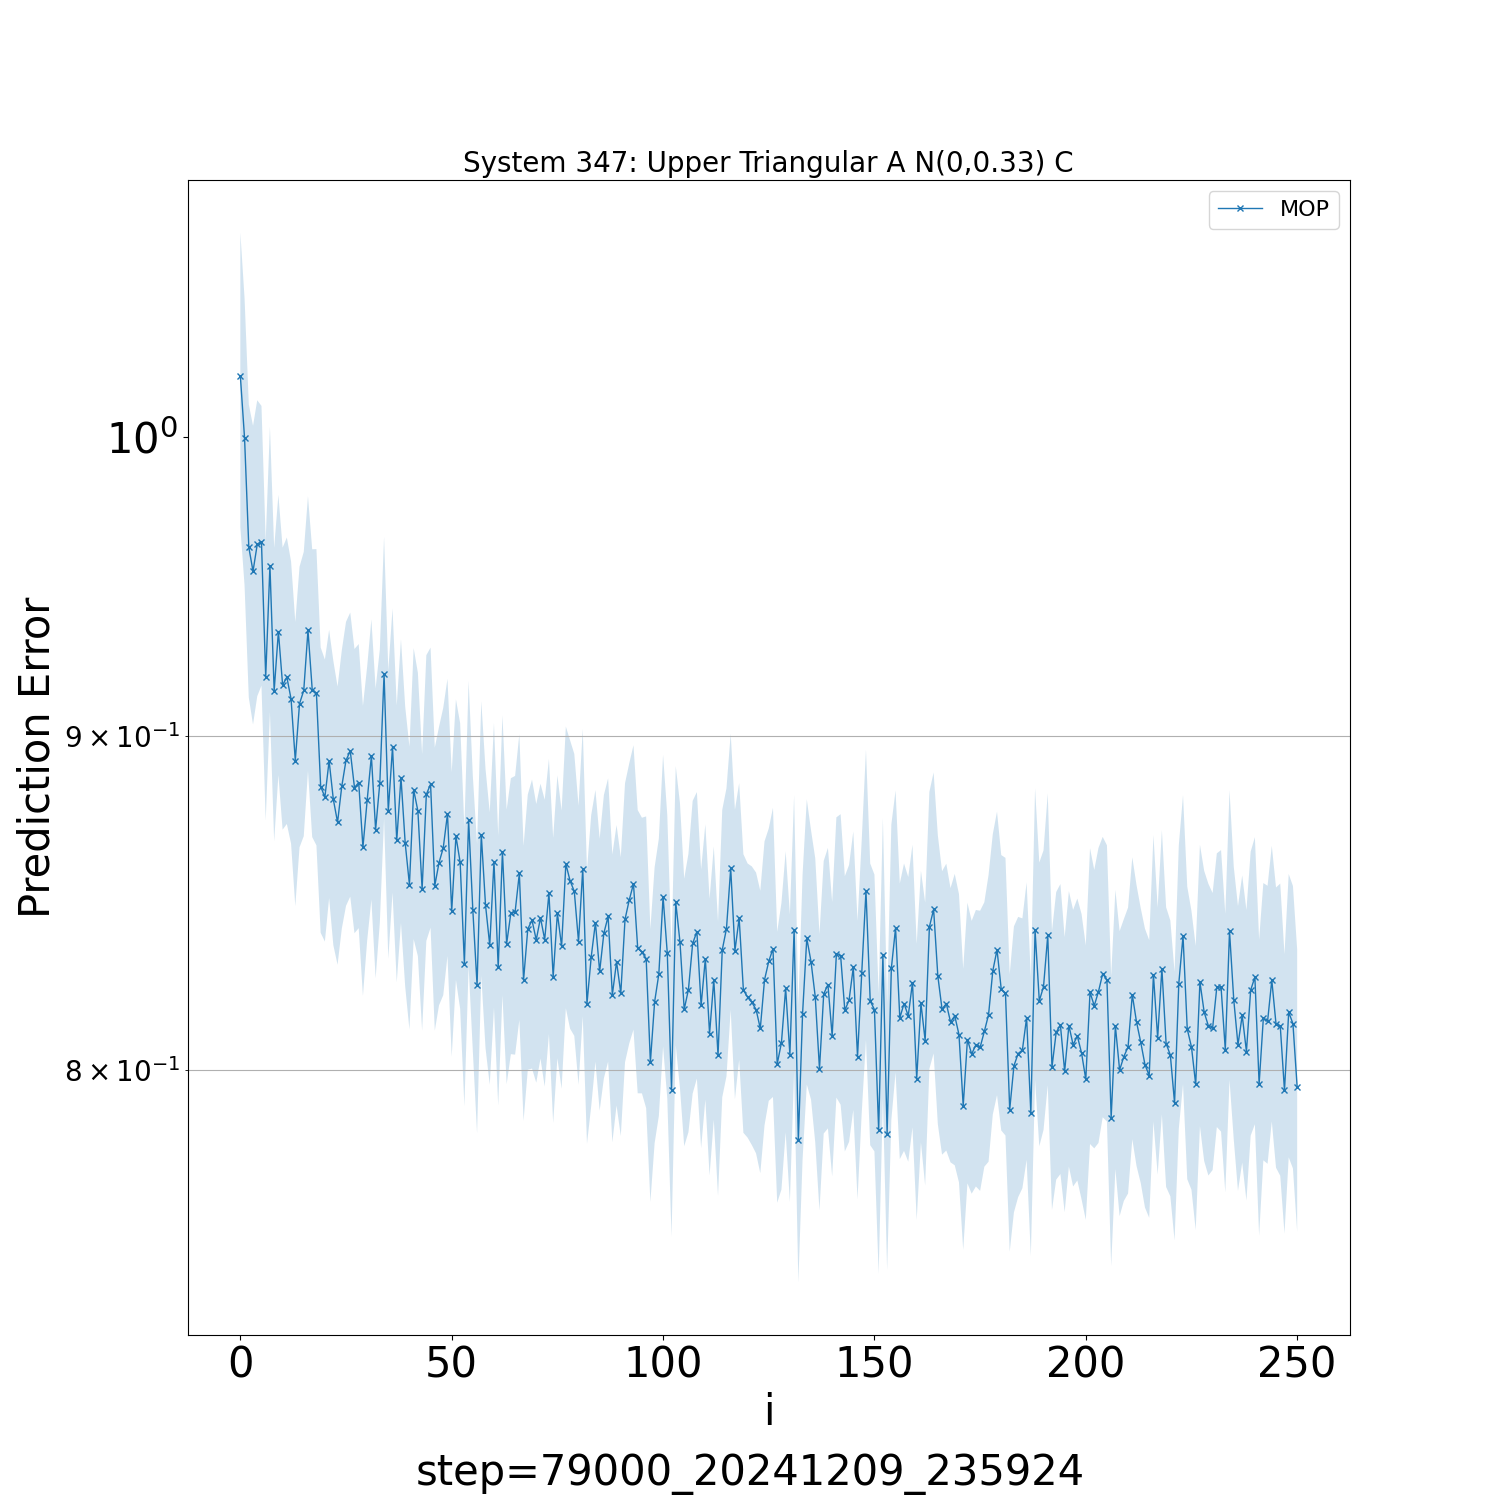 System 347: Upper Triangular A N(0,0.33) C
MOP
Prediction Error
10⁰
9 × 10⁻¹
8 × 10⁻¹
0 50 100 150 200 250
i
step=79000_20241209_235924